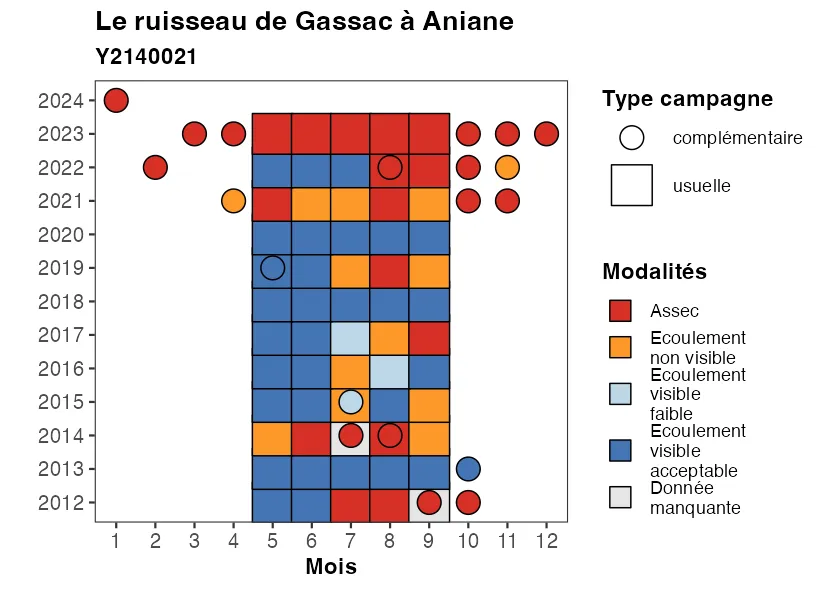 Le ruisseau de Gassac à Aniane
Y2140021
2024
2023
2022
2021
2020
2019
2018
2017
2016
2015
2014
2013
2012
1 2 3 4 5 6 7 8 9 10 11 12
Mois
Type campagne
complémentaire
usuelle
Modalités
Assec
Ecoulement
non visible
Ecoulement
visible
faible
Ecoulement
visible
acceptable
Donnée
manquante